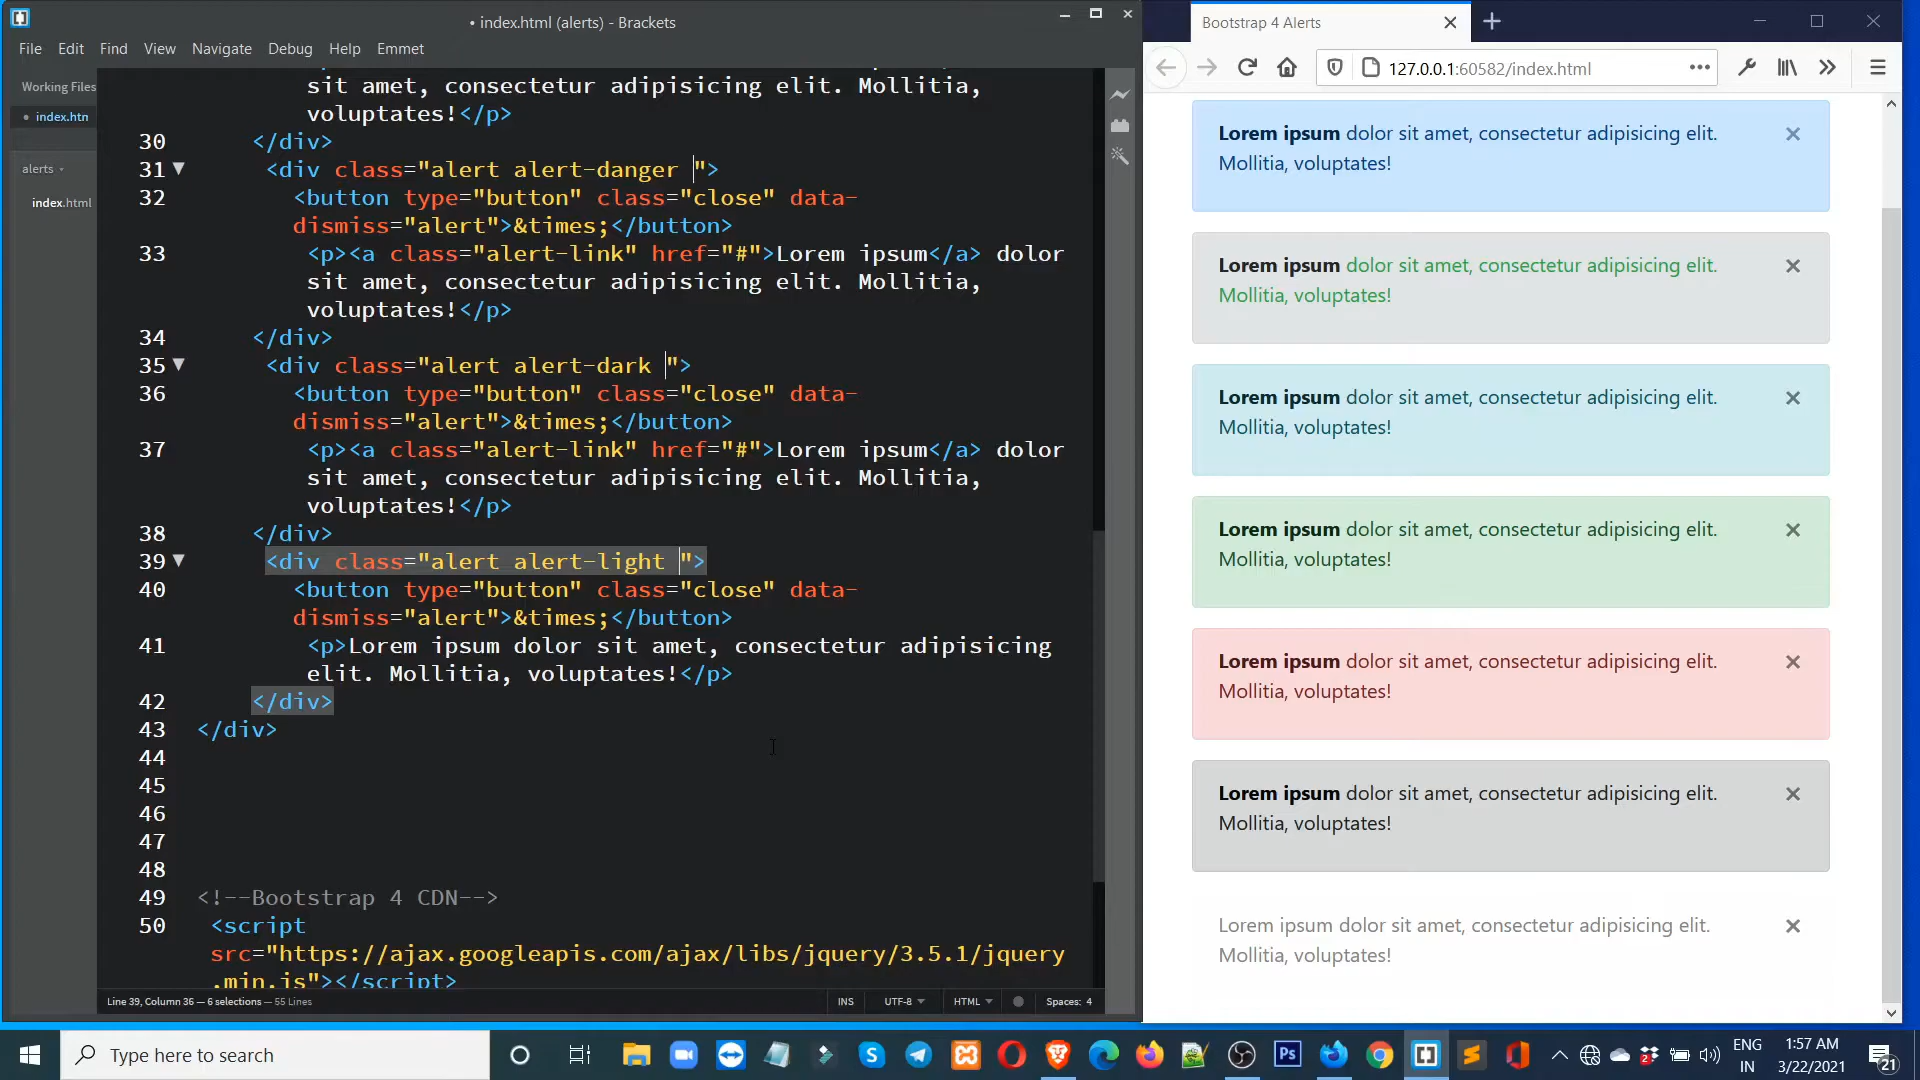 • index.html (alerts) - Brackets
File Edit Find View Navigate Debug Help Emmet
Working Files
• index.htn
alerts
index.html
sit amet, consectetur adipisicing elit. Mollitia,
voluptates!</p>
30 </div>
31 <div class="alert alert-danger ">
32 <button type="button" class="close" data-
dismiss="alert">&times;</button>
33 <p><a class="alert-link" href="#">Lorem ipsum</a> dolor
sit amet, consectetur adipisicing elit. Mollitia,
voluptates!</p>
34 </div>
35 <div class="alert alert-dark ">
36 <button type="button" class="close" data-
dismiss="alert">&times;</button>
37 <p><a class="alert-link" href="#">Lorem ipsum</a> dolor
sit amet, consectetur adipisicing elit. Mollitia,
voluptates!</p>
38 </div>
39 <div class="alert alert-light ">
40 <button type="button" class="close" data-
dismiss="alert">&times;</button>
41 <p>Lorem ipsum dolor sit amet, consectetur adipisicing
elit. Mollitia, voluptates!</p>
42 </div>
43 </div>
44
45
46
47
48
49 <!--Bootstrap 4 CDN-->
50 <script
src="https://ajax.googleapis.com/ajax/libs/jquery/3.5.1/jquery
.min.js"></script>
Line 39, Column 36 — 6 selections — 55 Lines
INS UTF-8 HTML Spaces: 4
Bootstrap 4 Alerts
127.0.0.1:60582/index.html
Lorem ipsum dolor sit amet, consectetur adipisicing elit. ×
Mollitia, voluptates!
Lorem ipsum dolor sit amet, consectetur adipisicing elit. ×
Mollitia, voluptates!
Lorem ipsum dolor sit amet, consectetur adipisicing elit. ×
Mollitia, voluptates!
Lorem ipsum dolor sit amet, consectetur adipisicing elit. ×
Mollitia, voluptates!
Lorem ipsum dolor sit amet, consectetur adipisicing elit. ×
Mollitia, voluptates!
Lorem ipsum dolor sit amet, consectetur adipisicing elit. ×
Mollitia, voluptates!
Lorem ipsum dolor sit amet, consectetur adipisicing elit. ×
Mollitia, voluptates!
Type here to search
Ps
2
ENG
IN
1:57 AM
3/22/2021
21